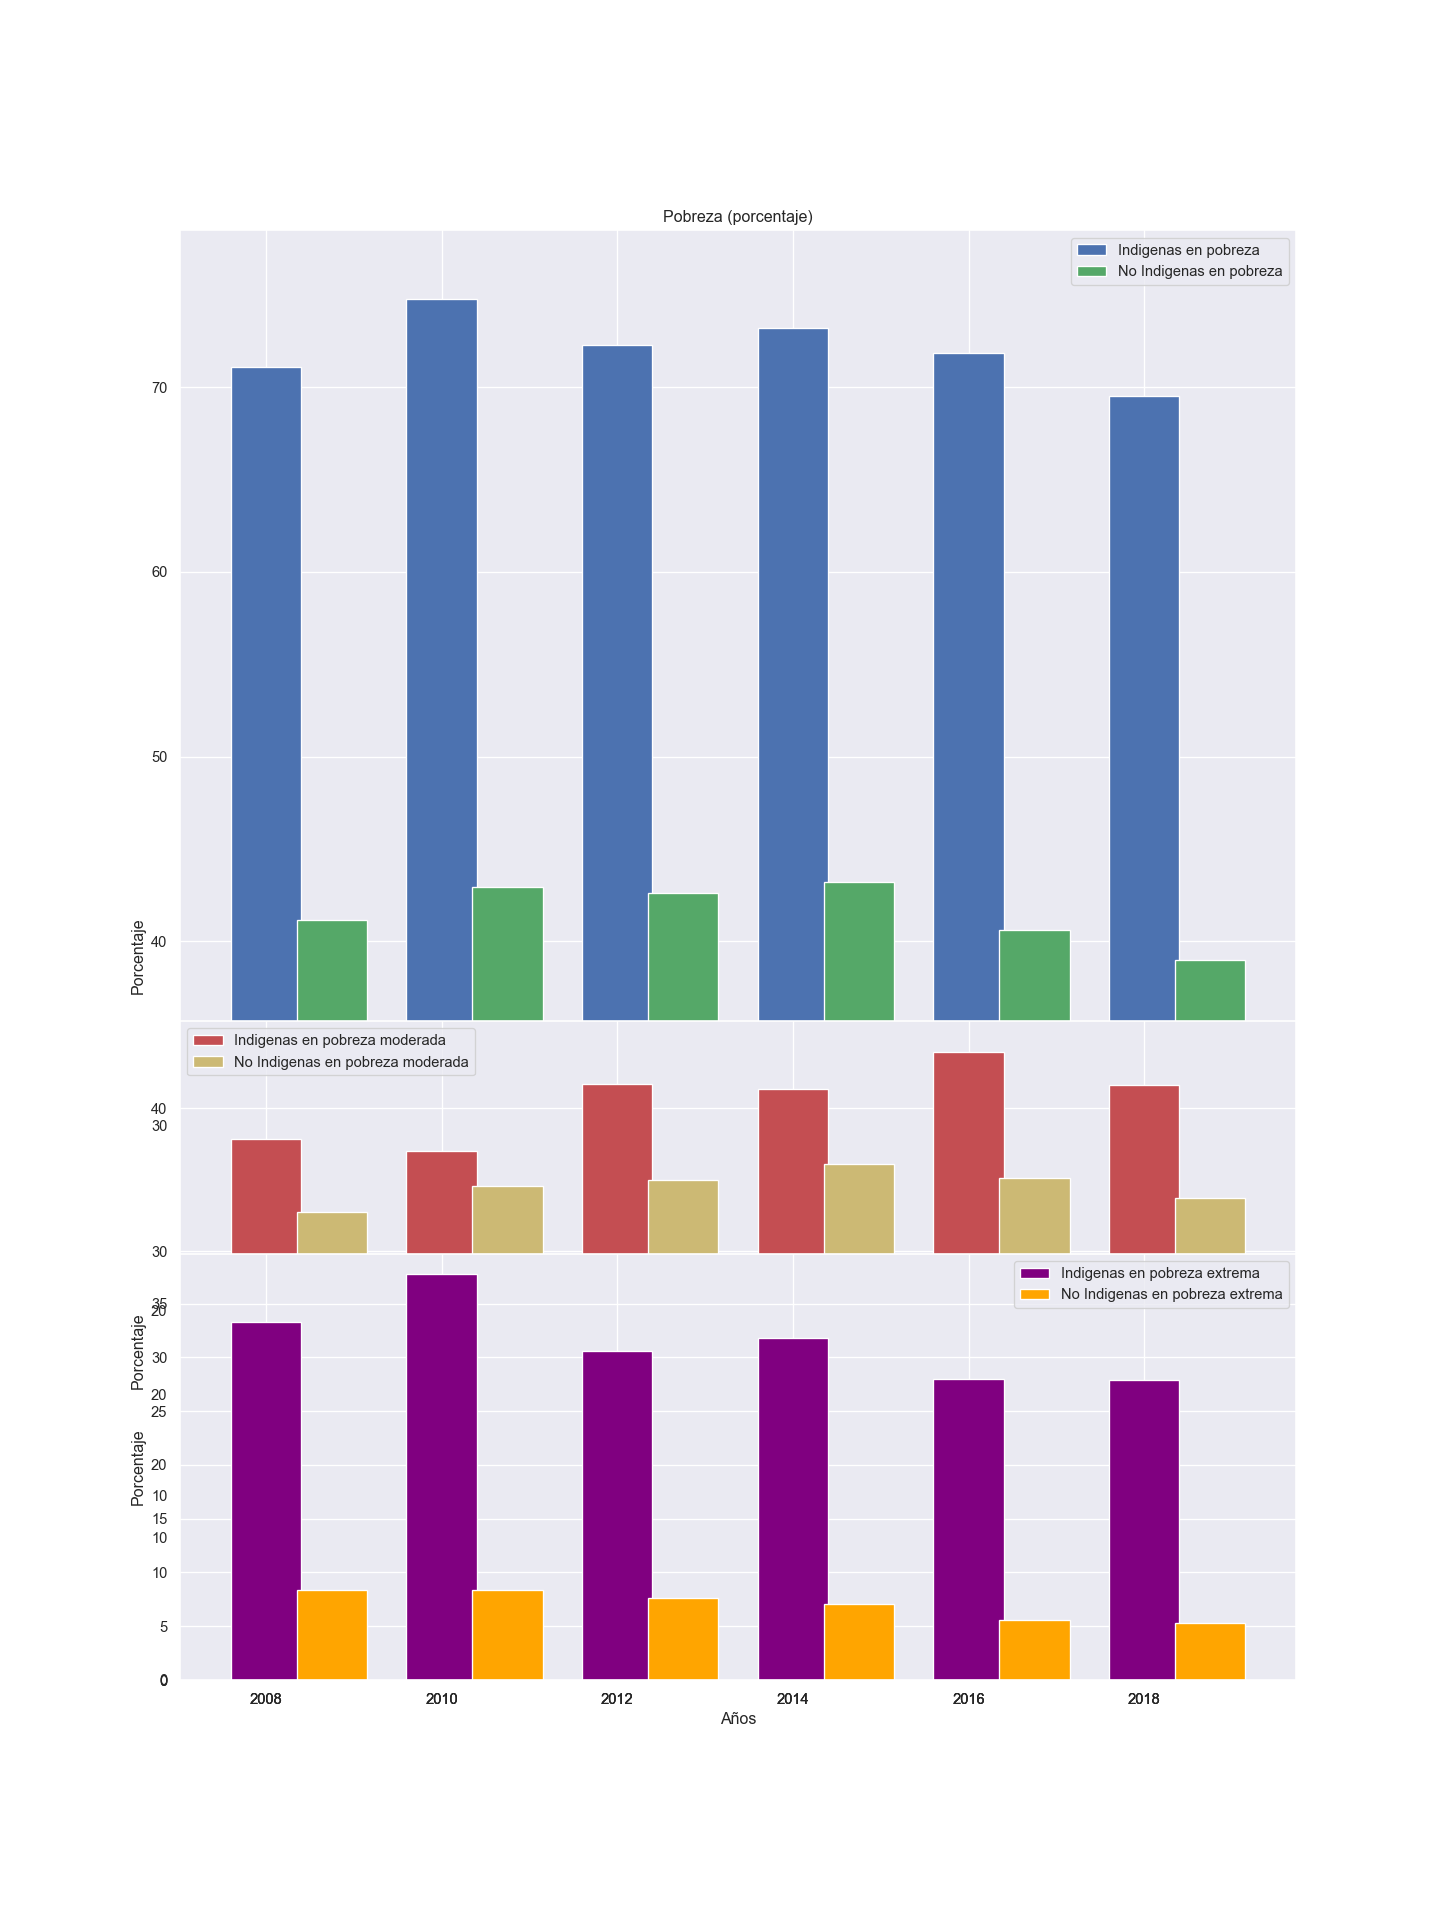 Pobreza (porcentaje)
Indigenas en pobreza
No Indigenas en pobreza
70
60
50
40
Porcentaje
Indigenas en pobreza moderada
No Indigenas en pobreza moderada
40
30
30
Indigenas en pobreza extrema
No Indigenas en pobreza extrema
35
20
Porcentaje
30
20
25
Porcentaje
20
10
15
10
10
5
0
2008 2010 2012 2014 2016 2018
Años